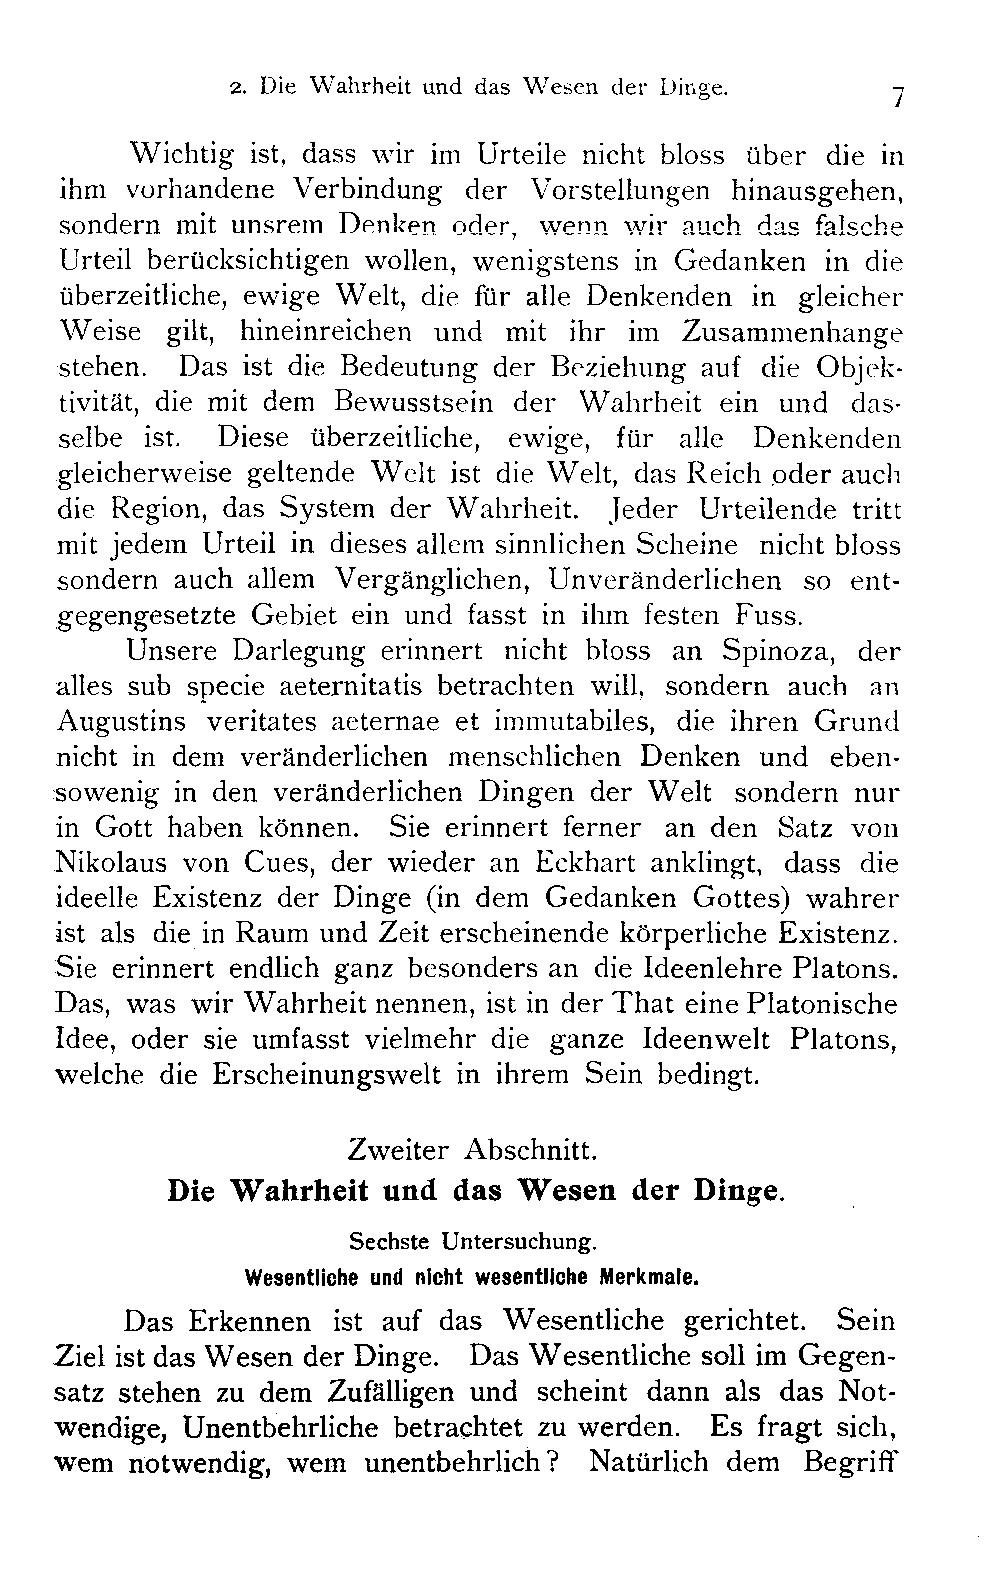 2. Die Wahrheit und das Wesen der Dinge.
7
Wichtig ist, dass wir im Urteile nicht bloss über die in
ihm vorhandene Verbindung der Vorstellungen hinausgehen,
sondern mit unsrem Denken oder, wenn wir auch das falsche
Urteil berücksichtigen wollen, wenigstens in Gedanken in die
überzeitliche, ewige Welt, die für alle Denkenden in gleicher
Weise gilt, hineinreichen und mit ihr im Zusammenhange
stehen. Das ist die Bedeutung der Beziehung auf die Objek-
tivität, die mit dem Bewusstsein der Wahrheit ein und das-
selbe ist. Diese überzeitliche, ewige, für alle Denkenden
gleicherweise geltende Welt ist die Welt, das Reich oder auch
die Region, das System der Wahrheit. Jeder Urteilende tritt
mit jedem Urteil in dieses allem sinnlichen Scheine nicht bloss
sondern auch allem Vergänglichen, Unveränderlichen so ent-
gegengesetzte Gebiet ein und fasst in ihm festen Fuss.
Unsere Darlegung erinnert nicht bloss an Spinoza, der
alles sub specie aeternitatis betrachten will, sondern auch an
Augustins veritates aeternae et immutabiles, die ihren Grund
nicht in dem veränderlichen menschlichen Denken und eben-
sowenig in den veränderlichen Dingen der Welt sondern nur
in Gott haben können. Sie erinnert ferner an den Satz von
Nikolaus von Cues, der wieder an Eckhart anklingt, dass die
ideelle Existenz der Dinge (in dem Gedanken Gottes) wahrer
ist als die in Raum und Zeit erscheinende körperliche Existenz.
Sie erinnert endlich ganz besonders an die Ideenlehre Platons.
Das, was wir Wahrheit nennen, ist in der That eine Platonische
Idee, oder sie umfasst vielmehr die ganze Ideenwelt Platons,
welche die Erscheinungswelt in ihrem Sein bedingt.
Zweiter Abschnitt.
Die Wahrheit und das Wesen der Dinge.
Sechste Untersuchung.
Wesentliche und nicht wesentliche Merkmale.
Das Erkennen ist auf das Wesentliche gerichtet. Sein
Ziel ist das Wesen der Dinge. Das Wesentliche soll im Gegen-
satz stehen zu dem Zufälligen und scheint dann als das Not-
wendige, Unentbehrliche betrachtet zu werden. Es fragt sich,
wem notwendig, wem unentbehrlich? Natürlich dem Begriff